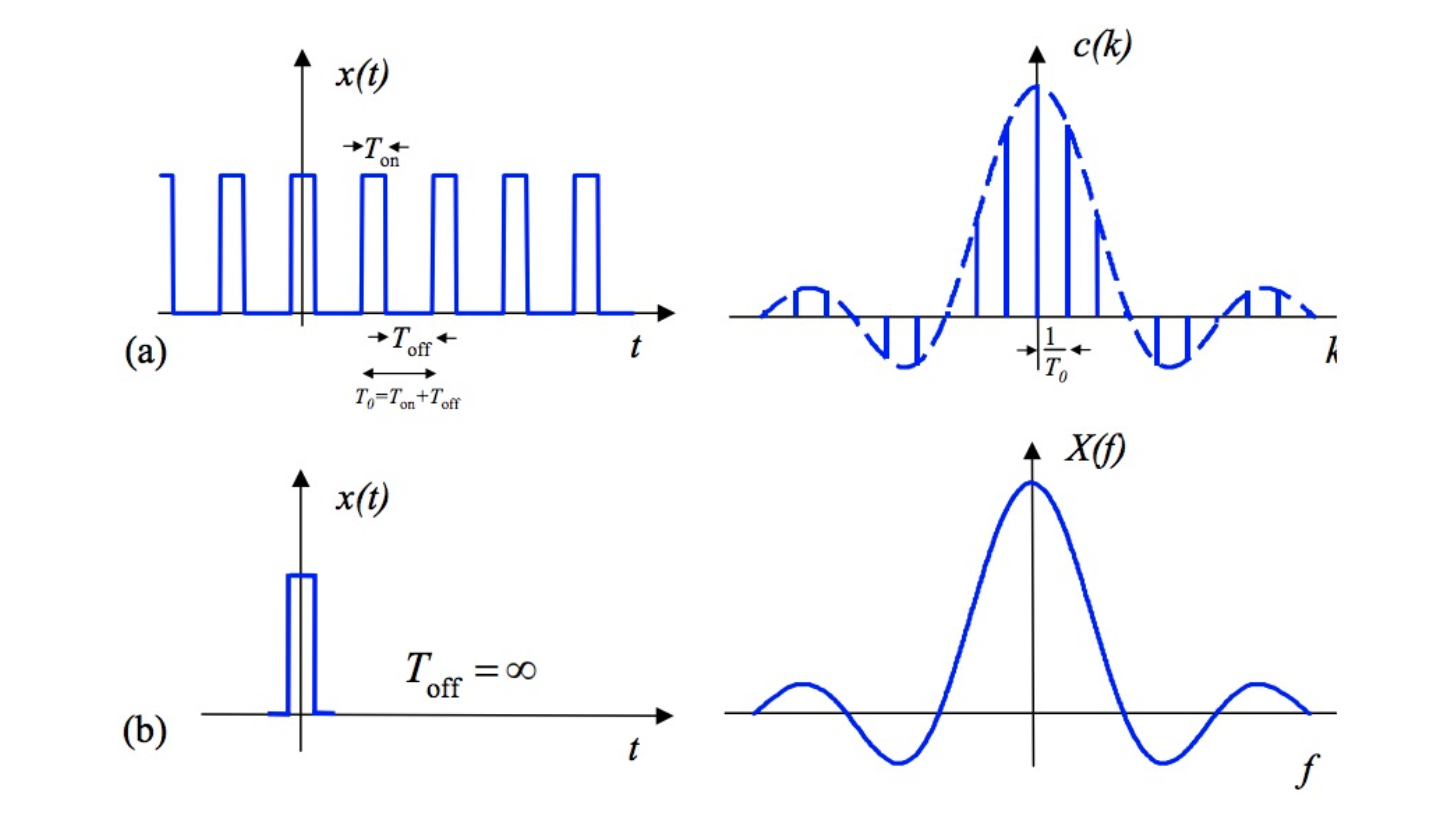 x(t)
c(k)
→T_on←
→T_off←
t
T_0=T_on+T_off
(a)
→1/T_0←
k
x(t)
X(f)
T_off = ∞
(b)
t
f